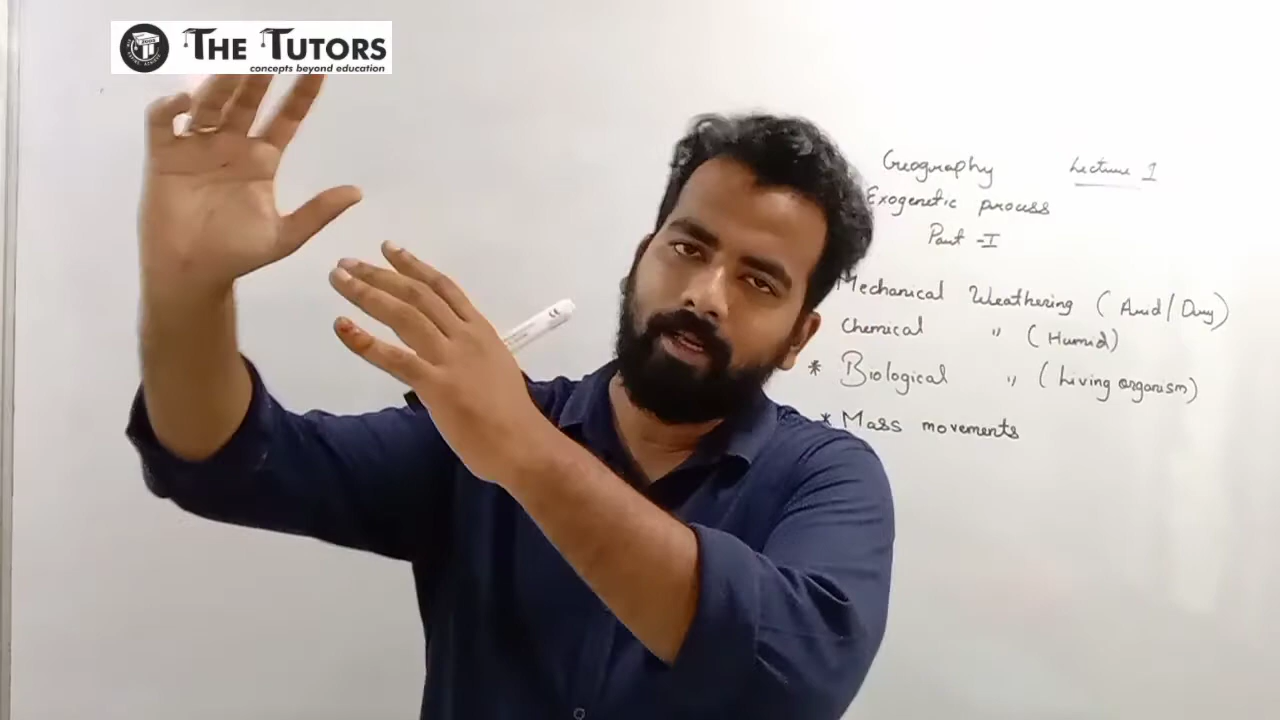 THE TUTORS
concepts beyond education
Geography Lecture 1
Exogenetic process
Part -I
Mechanical Weathering (Arid/Dry)
Chemical " (Humid)
* Biological " (Living organism)
* Mass movements